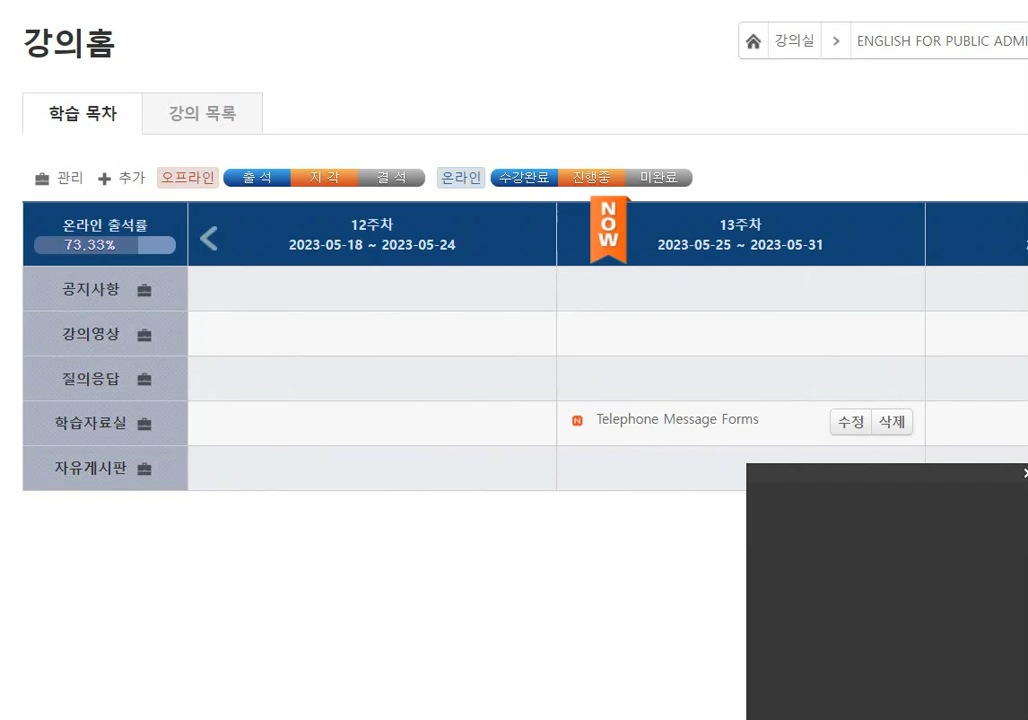 강의홈
강의실 > ENGLISH FOR PUBLIC ADMI
학습 목차 강의 목록
관리 추가 오프라인 출 석 지 각 결 석 온라인 수강완료 진행중 미완료
온라인 출석률
73.33%
12주차
2023-05-18 ~ 2023-05-24
NOW
13주차
2023-05-25 ~ 2023-05-31
공지사항
강의영상
질의응답
학습자료실 N Telephone Message Forms 수정 삭제
자유게시판